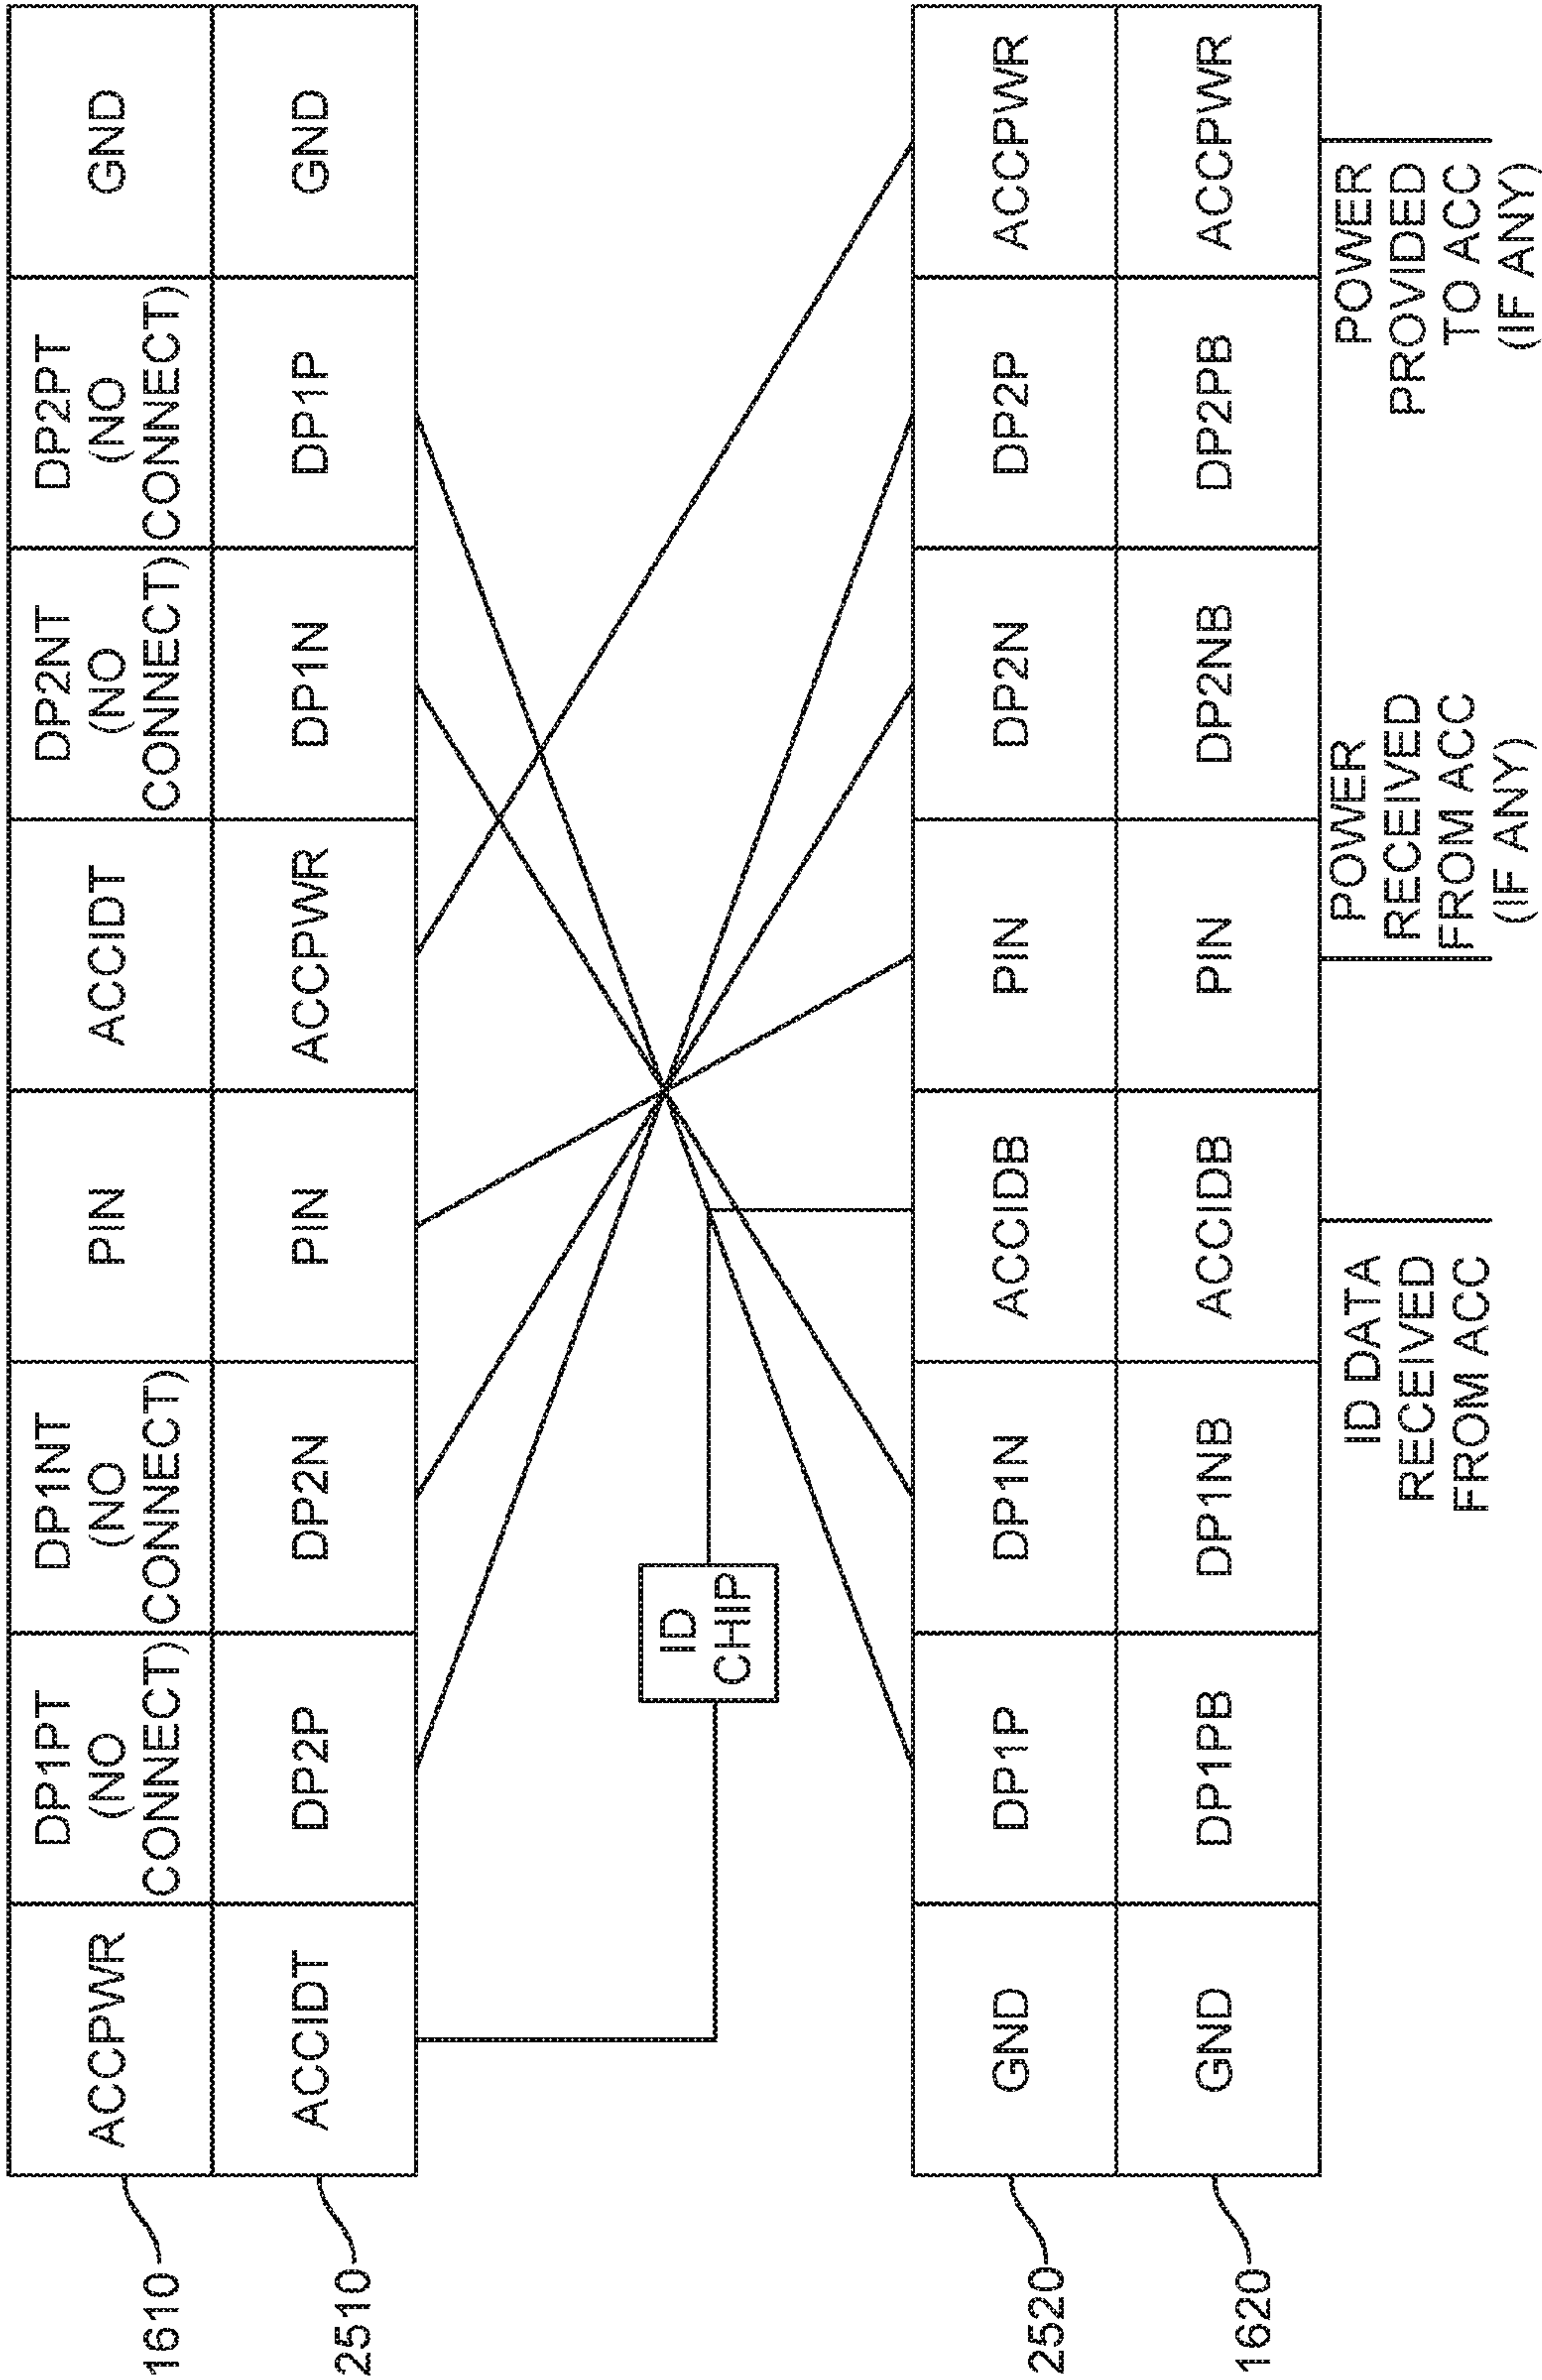 1610
ACCPWR
DP1PT
(NO
CONNECT)
DP1NT
(NO
CONNECT)
PIN
ACCIDT
DP2NT
(NO
CONNECT)
DP2PT
(NO
CONNECT)
GND
2510
ACCIDT
DP2P
DP2N
PIN
ACCPWR
DP1N
DP1P
GND
ID
CHIP
2520
GND
DP1P
DP1N
ACCIDB
PIN
DP2N
DP2P
ACCPWR
1620
GND
DP1PB
DP1NB
ACCIDB
PIN
DP2NB
DP2PB
ACCPWR
ID DATA
RECEIVED
FROM ACC
POWER
RECEIVED
FROM ACC
(IF ANY)
POWER
PROVIDED
TO ACC
(IF ANY)